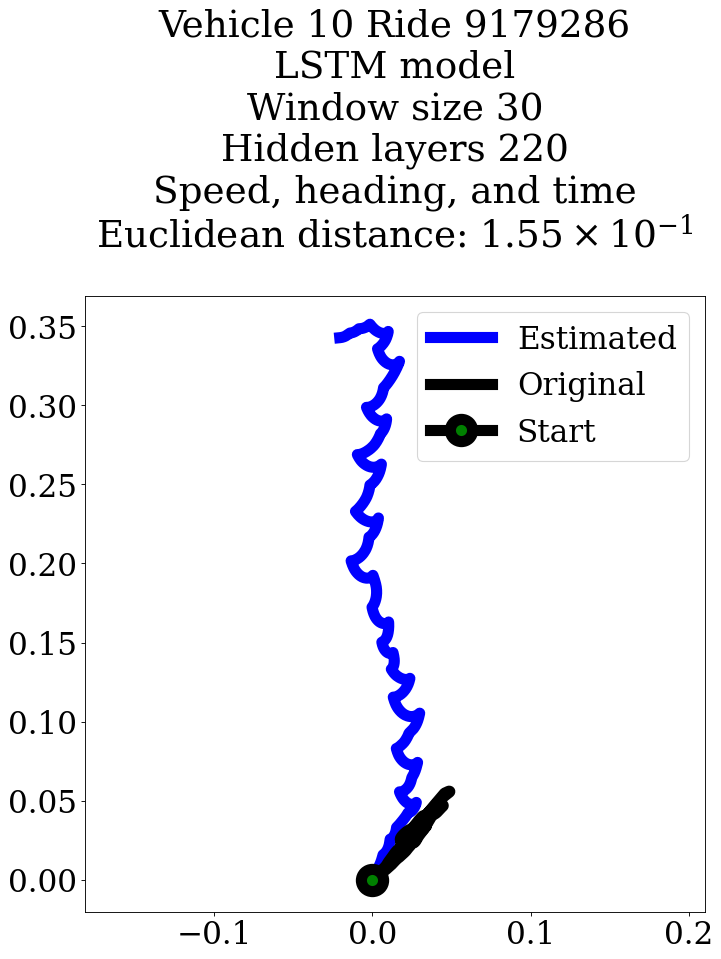 Vehicle 10 Ride 9179286
LSTM model
Window size 30
Hidden layers 220
Speed, heading, and time
Euclidean distance: 1.55 × 10⁻¹
Estimated
Original
Start
0.35
0.30
0.25
0.20
0.15
0.10
0.05
0.00
−0.1
0.0
0.1
0.2